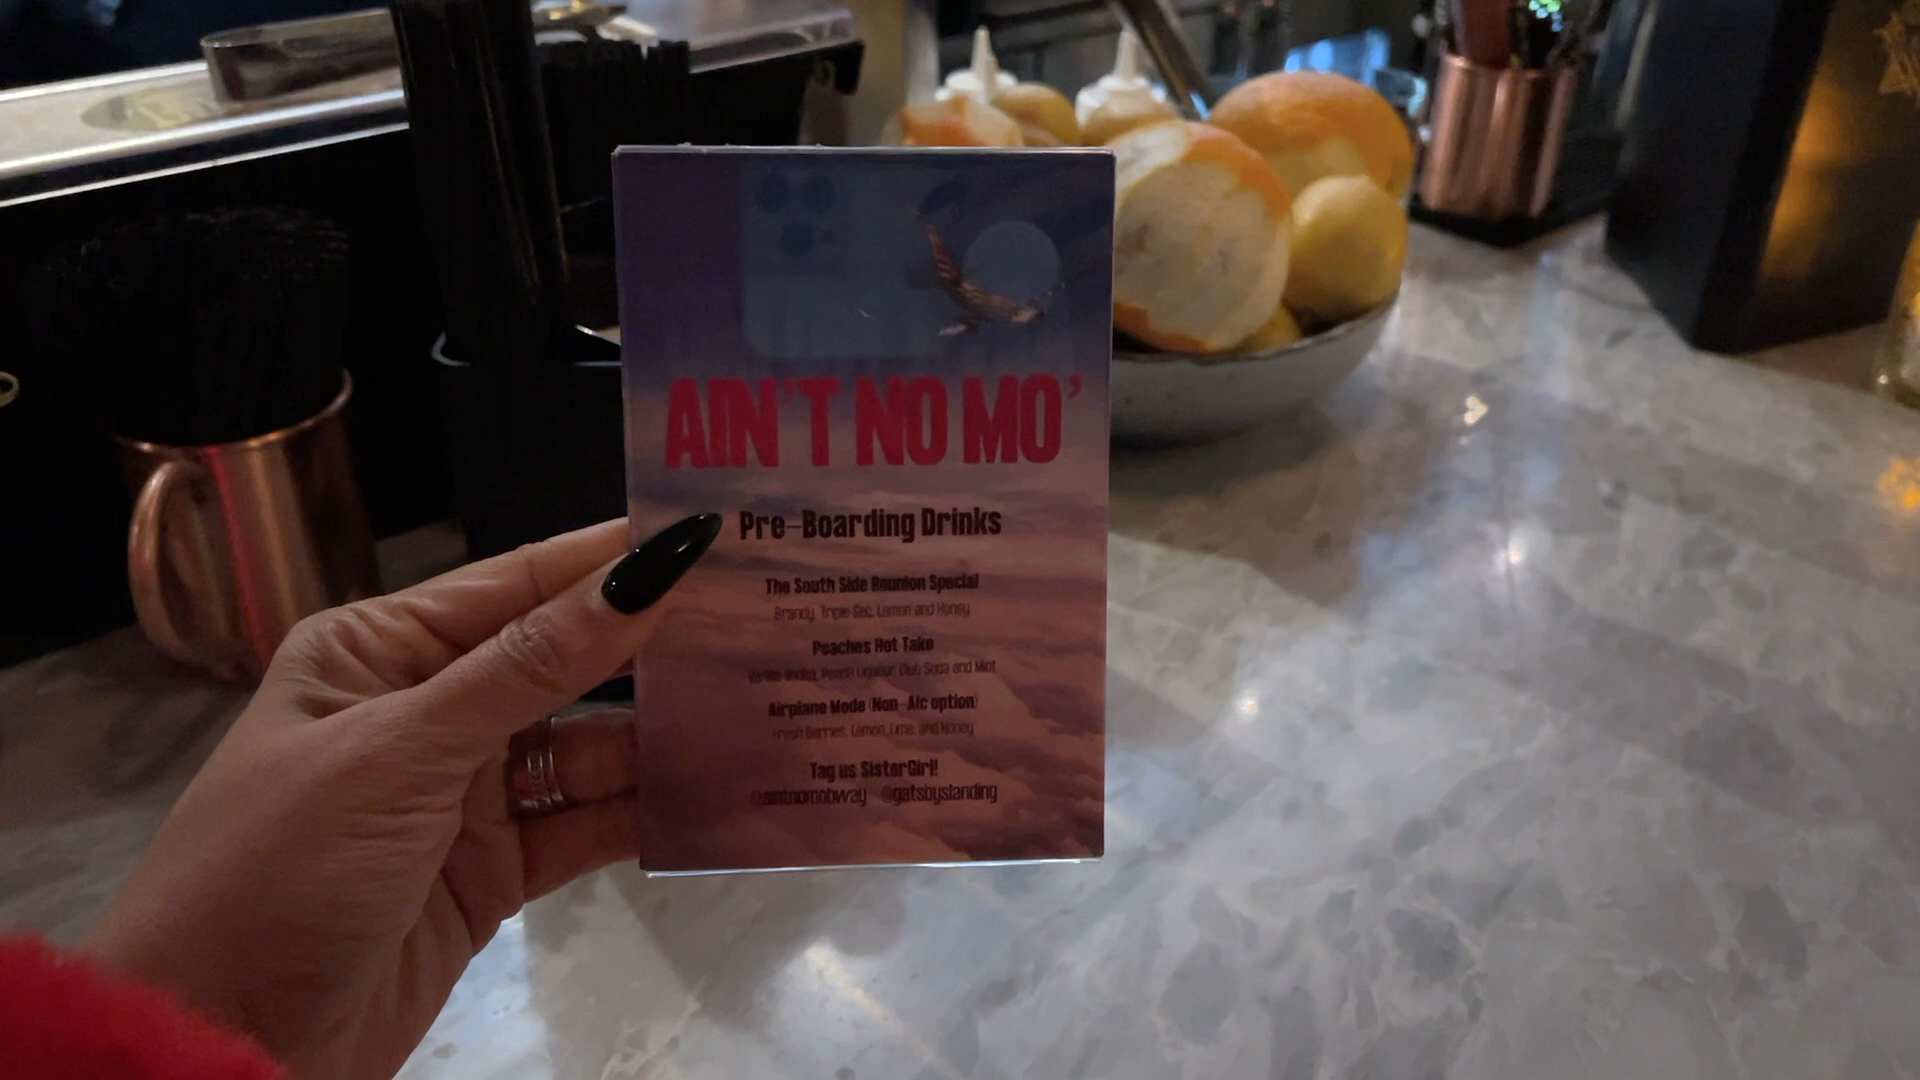 AIN'T NO MO'
Pre-Boarding Drinks
The South Side Reunion Special
Brandy, Triple Sec, Lemon and Honey
Peaches Hot Take
Vanilla Vodka, Peach Liqueur, Club Soda and Mint
Airplane Mode (Non-Alc option)
Fresh Berries, Lemon, Lime, and Honey
Tag us SisterGirl!
@aintnomobway @gatsbyslanding